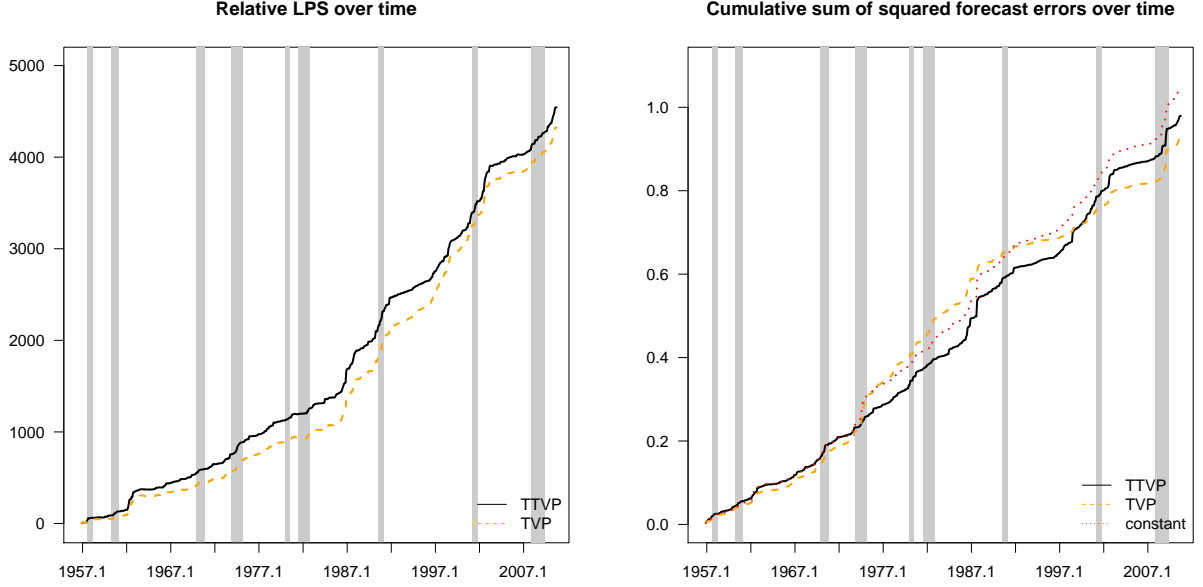 Relative LPS over time
5000
4000
3000
2000
1000
0
TTVP
TVP
1957.1 1967.1 1977.1 1987.1 1997.1 2007.1
Cumulative sum of squared forecast errors over time
1.0
0.8
0.6
0.4
0.2
0.0
TTVP
TVP
constant
1957.1 1967.1 1977.1 1987.1 1997.1 2007.1